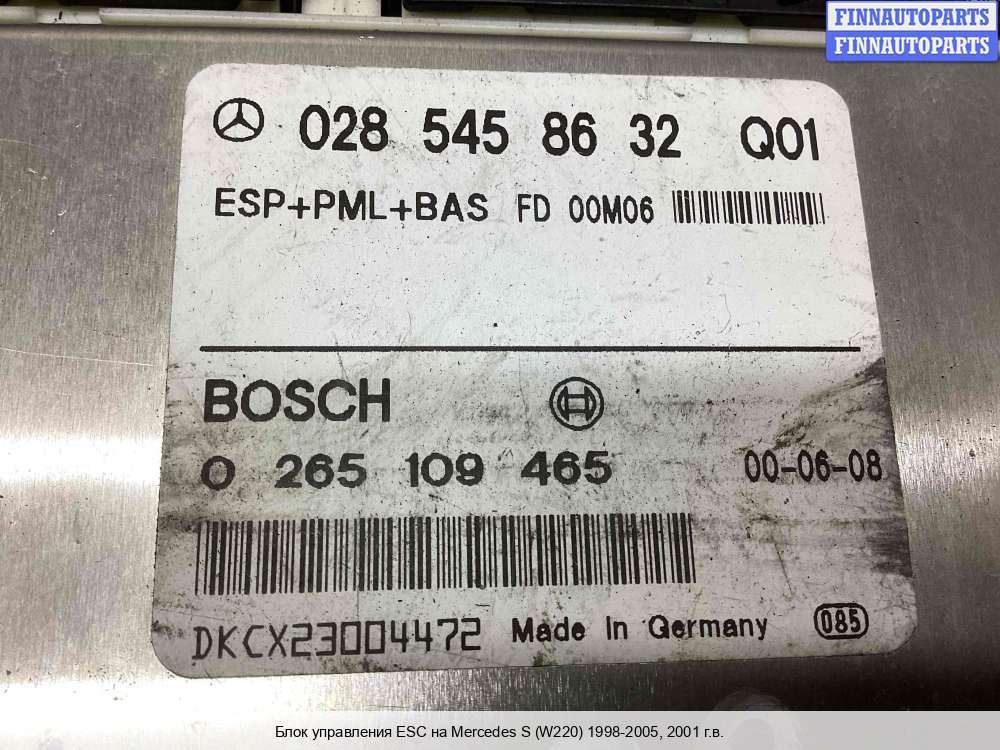 FINNAUTOPARTS
FINNAUTOPARTS
028 545 86 32 Q01
ESP+PML+BAS FD 00M06
BOSCH
0 265 109 465 00-06-08
DKCX23004472 Made In Germany 085
Блок управления ESC на Mercedes S (W220) 1998-2005, 2001 г.в.